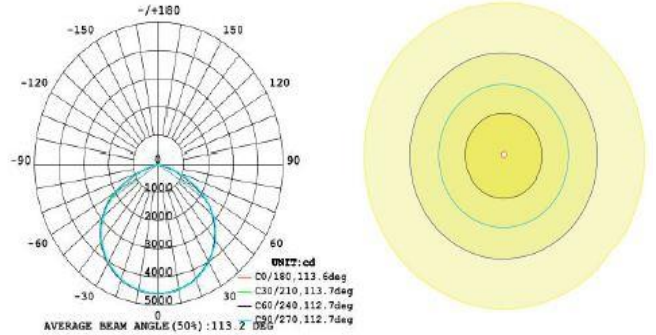 -/+180
-150 150
-120 120
-90 0 90
1000
2000
-60 3000 60
UNIT:cd
4000
C0/180,113.6deg
-30 5000 30
C30/210,113.7deg
C60/240,112.7deg
0
C90/270,112.7deg
AVERAGE BEAM ANGLE(50%):113.2 DEG